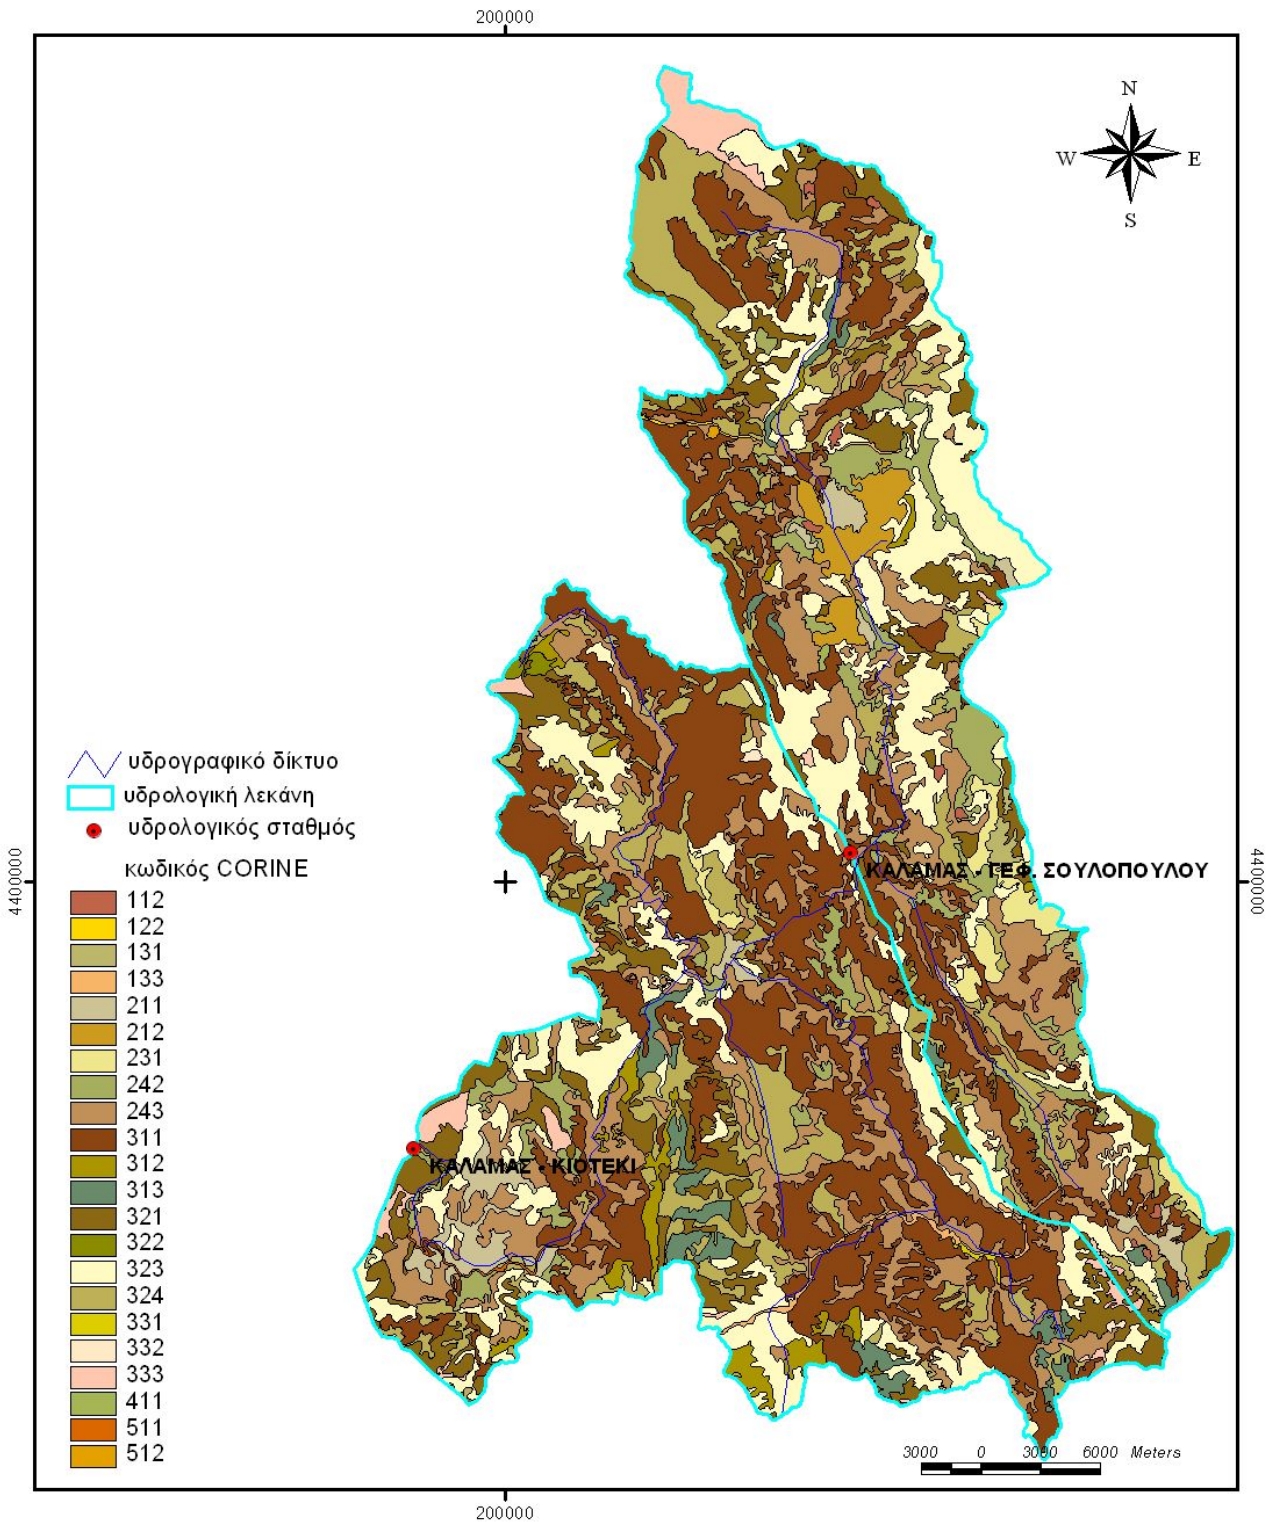 200000
N
W E
S
υδρογραφικό δίκτυο
υδρολογική λεκάνη
υδρολογικός σταθμός
κωδικός CORINE
4400000
4400000
ΚΑΛΑΜΑΣ - ΓΕΦ. ΣΟΥΛΟΠΟΥΛΟΥ
112
122
131
133
211
212
231
242
243
311
312
313
321
322
323
324
331
332
333
411
511
512
ΚΑΛΑΜΑΣ - ΚΙΟΤΕΚΙ
3000 0 3000 6000 Meters
200000